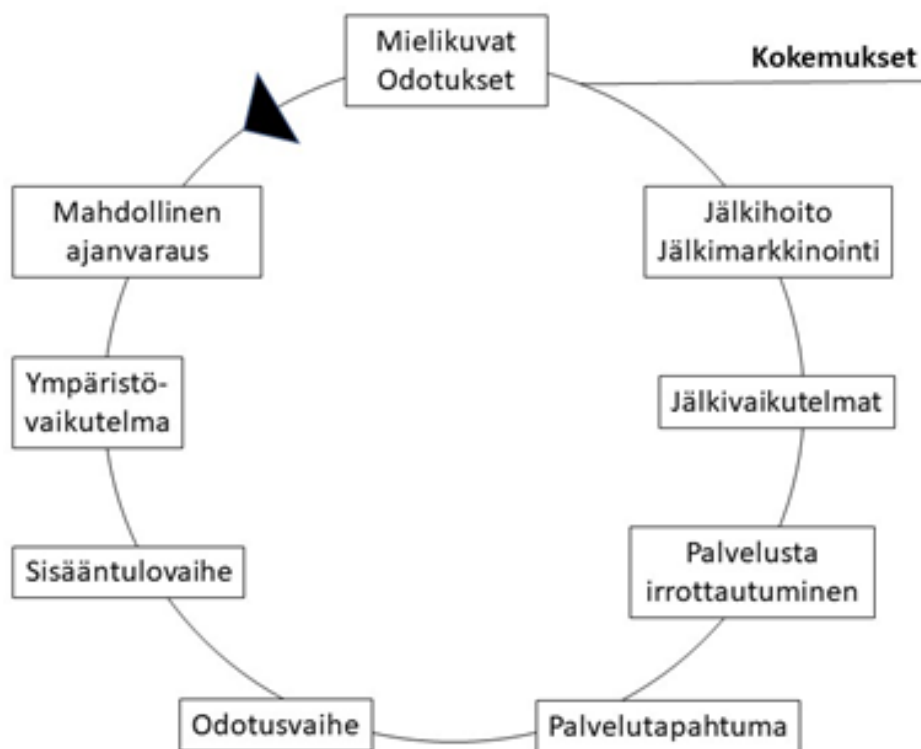 Mielikuvat
Odotukset
Kokemukset
Mahdollinen
ajanvaraus
Jälkihoito
Jälkimarkkinointi
Ympäristö-
vaikutelma
Jälkivaikutelmat
Sisääntulovaihe
Palvelusta
irrottautuminen
Odotusvaihe
Palvelutapahtuma